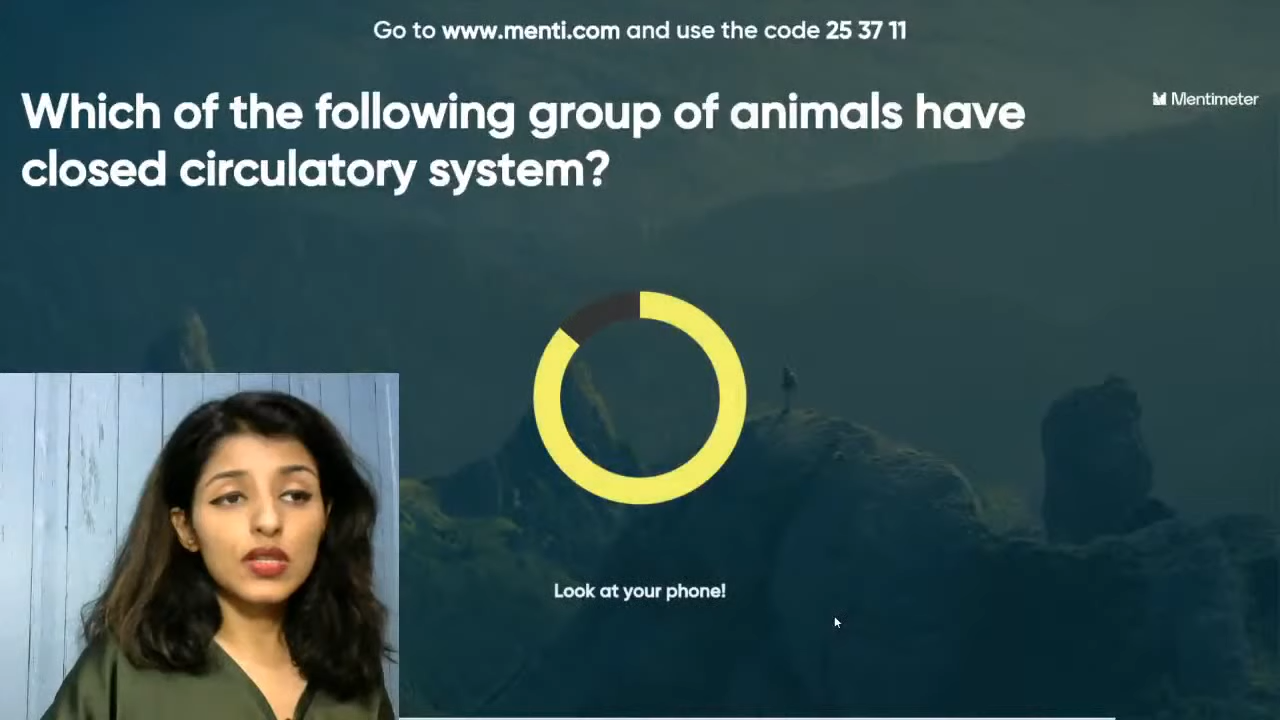 Go to www.menti.com and use the code 25 37 11
Mentimeter
Which of the following group of animals have
closed circulatory system?
Look at your phone!